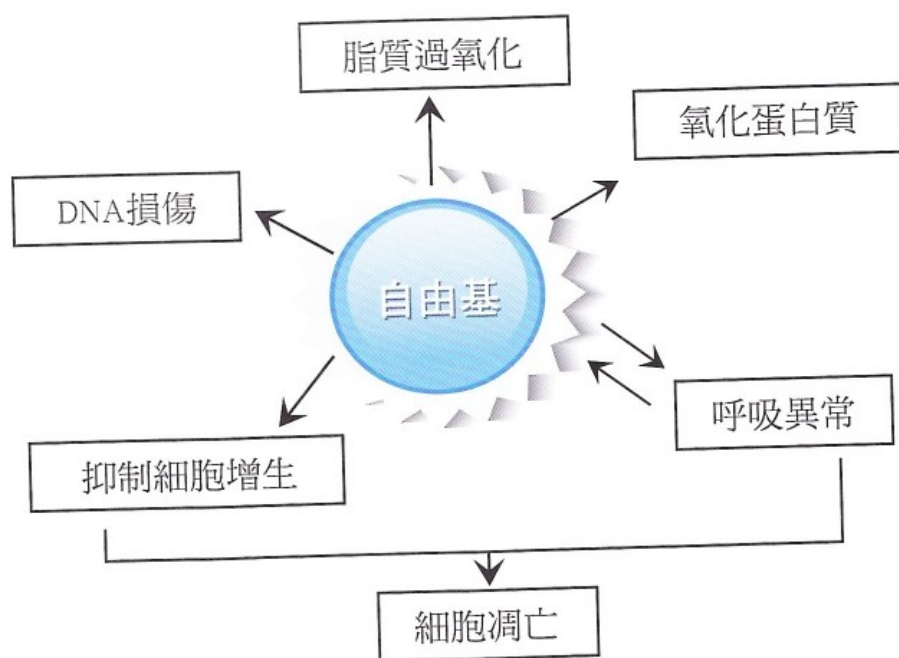 脂質過氧化
氧化蛋白質
DNA損傷
自由基
呼吸異常
抑制細胞增生
細胞凋亡